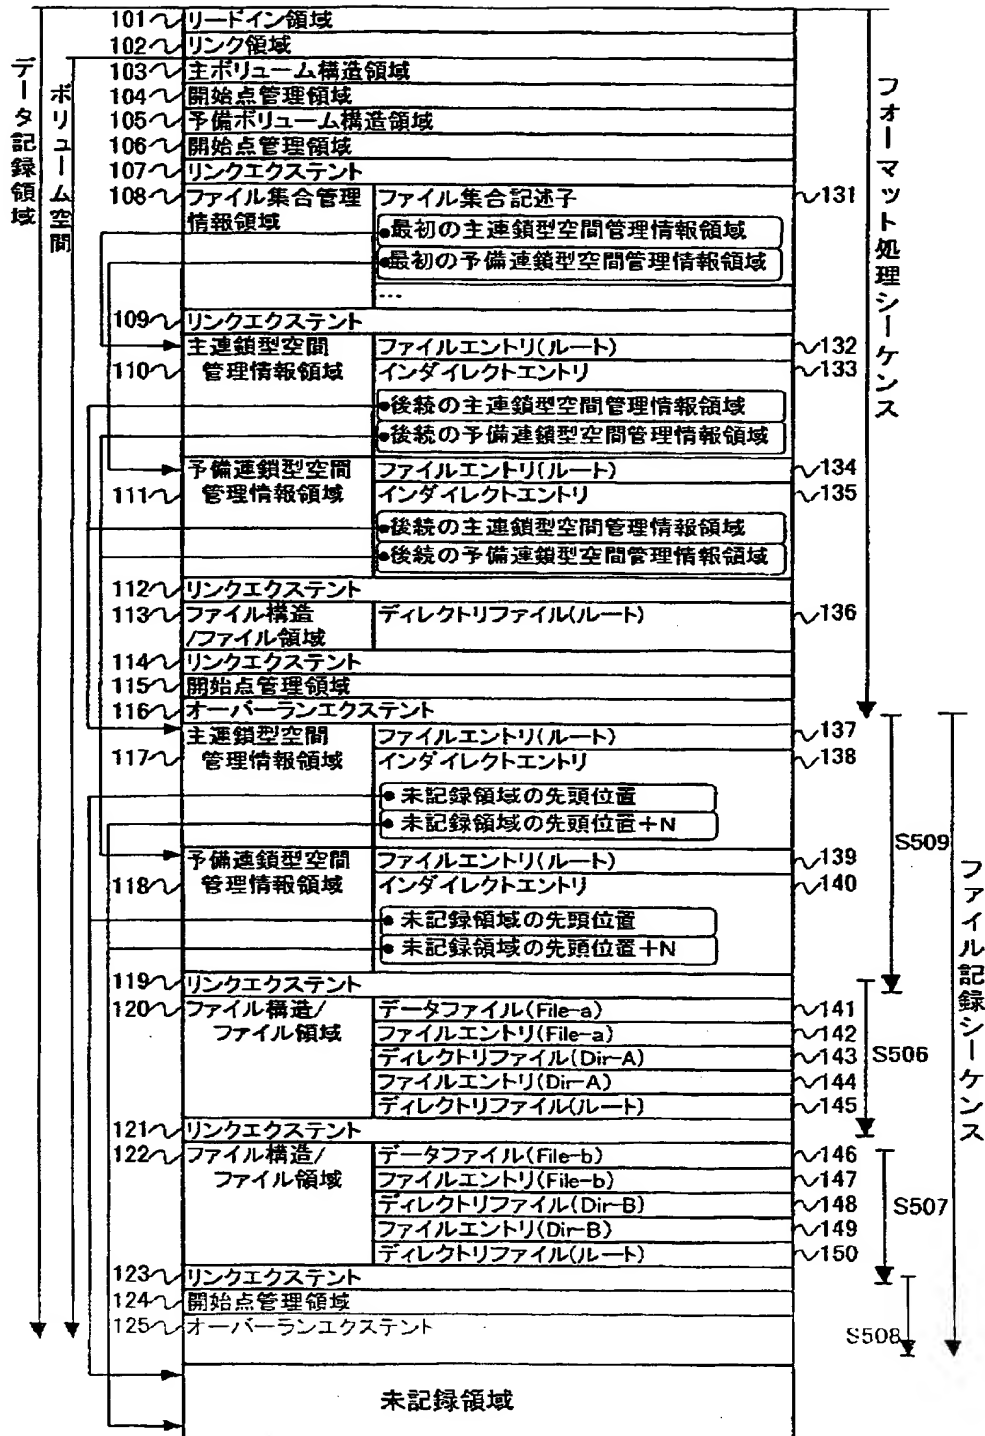 データ記録領域
ボリューム空間
フォーマット処理シーケンス
101 リードイン領域
102 リンク領域
103 主ボリューム構造領域
104 開始点管理領域
105 予備ボリューム構造領域
106 開始点管理領域
107 リンクエクステント
108 ファイル集合管理 ファイル集合記述子 131
情報領域
最初の主連鎖型空間管理情報領域
最初の予備連鎖型空間管理情報領域
…
109 リンクエクステント
主連鎖型空間 ファイルエントリ(ルート) 132
110 管理情報領域 インダイレクトエントリ 133
後続の主連鎖型空間管理情報領域
後続の予備連鎖型空間管理情報領域
予備連鎖型空間 ファイルエントリ(ルート) 134
111 管理情報領域 インダイレクトエントリ 135
後続の主連鎖型空間管理情報領域
後続の予備連鎖型空間管理情報領域
112 リンクエクステント
113 ファイル構造 ディレクトリファイル(ルート) 136
/ファイル領域
114 リンクエクステント
115 開始点管理領域
116 オーバーランエクステント
主連鎖型空間 ファイルエントリ(ルート) 137
117 管理情報領域 インダイレクトエントリ 138
未記録領域の先頭位置
未記録領域の先頭位置+N
S509
予備連鎖型空間 ファイルエントリ(ルート) 139
118 管理情報領域 インダイレクトエントリ 140
未記録領域の先頭位置
未記録領域の先頭位置+N
ファイル記録シーケンス
119 リンクエクステント
120 ファイル構造/ データファイル(File-a) 141
ファイル領域 ファイルエントリ(File-a) 142
ディレクトリファイル(Dir-A) 143 S506
ファイルエントリ(Dir-A) 144
ディレクトリファイル(ルート) 145
121 リンクエクステント
122 ファイル構造/ データファイル(File-b) 146
ファイル領域 ファイルエントリ(File-b) 147
ディレクトリファイル(Dir-B) 148 S507
ファイルエントリ(Dir-B) 149
ディレクトリファイル(ルート) 150
123 リンクエクステント
124 開始点管理領域
125 オーバーランエクステント
S508
未記録領域